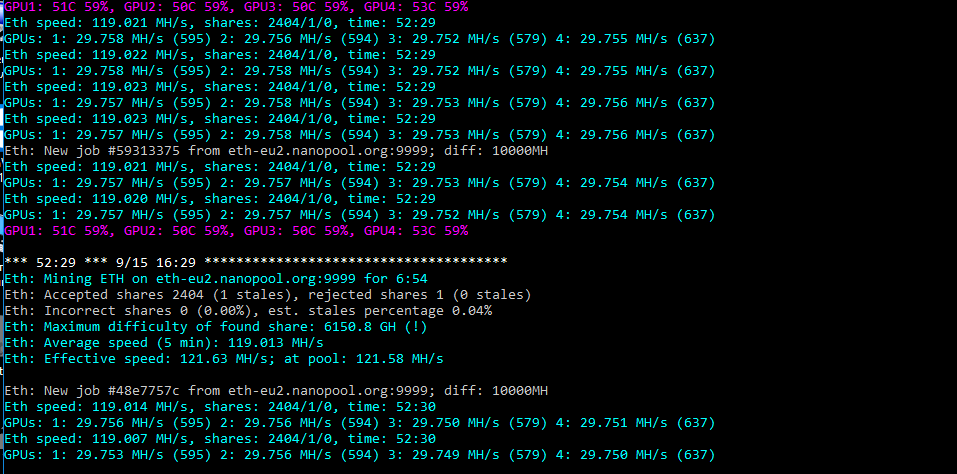 GPU1: 51C 59%, GPU2: 50C 59%, GPU3: 50C 59%, GPU4: 53C 59%
Eth speed: 119.021 MH/s, shares: 2404/1/0, time: 52:29
GPUs: 1: 29.758 MH/s (595) 2: 29.756 MH/s (594) 3: 29.752 MH/s (579) 4: 29.755 MH/s (637)
Eth speed: 119.022 MH/s, shares: 2404/1/0, time: 52:29
GPUs: 1: 29.758 MH/s (595) 2: 29.758 MH/s (594) 3: 29.752 MH/s (579) 4: 29.755 MH/s (637)
Eth speed: 119.023 MH/s, shares: 2404/1/0, time: 52:29
GPUs: 1: 29.757 MH/s (595) 2: 29.758 MH/s (594) 3: 29.753 MH/s (579) 4: 29.756 MH/s (637)
Eth speed: 119.023 MH/s, shares: 2404/1/0, time: 52:29
GPUs: 1: 29.757 MH/s (595) 2: 29.758 MH/s (594) 3: 29.753 MH/s (579) 4: 29.756 MH/s (637)
Eth: New job #59313375 from eth-eu2.nanopool.org:9999; diff: 10000MH
Eth speed: 119.021 MH/s, shares: 2404/1/0, time: 52:29
GPUs: 1: 29.757 MH/s (595) 2: 29.757 MH/s (594) 3: 29.753 MH/s (579) 4: 29.754 MH/s (637)
Eth speed: 119.020 MH/s, shares: 2404/1/0, time: 52:29
GPUs: 1: 29.757 MH/s (595) 2: 29.757 MH/s (594) 3: 29.752 MH/s (579) 4: 29.754 MH/s (637)
GPU1: 51C 59%, GPU2: 50C 59%, GPU3: 50C 59%, GPU4: 53C 59%
*** 52:29 *** 9/15 16:29 **************************************
Eth: Mining ETH on eth-eu2.nanopool.org:9999 for 6:54
Eth: Accepted shares 2404 (1 stales), rejected shares 1 (0 stales)
Eth: Incorrect shares 0 (0.00%), est. stales percentage 0.04%
Eth: Maximum difficulty of found share: 6150.8 GH (!)
Eth: Average speed (5 min): 119.013 MH/s
Eth: Effective speed: 121.63 MH/s; at pool: 121.58 MH/s
Eth: New job #48e7757c from eth-eu2.nanopool.org:9999; diff: 10000MH
Eth speed: 119.014 MH/s, shares: 2404/1/0, time: 52:30
GPUs: 1: 29.756 MH/s (595) 2: 29.756 MH/s (594) 3: 29.750 MH/s (579) 4: 29.751 MH/s (637)
Eth speed: 119.007 MH/s, shares: 2404/1/0, time: 52:30
GPUs: 1: 29.753 MH/s (595) 2: 29.756 MH/s (594) 3: 29.749 MH/s (579) 4: 29.750 MH/s (637)